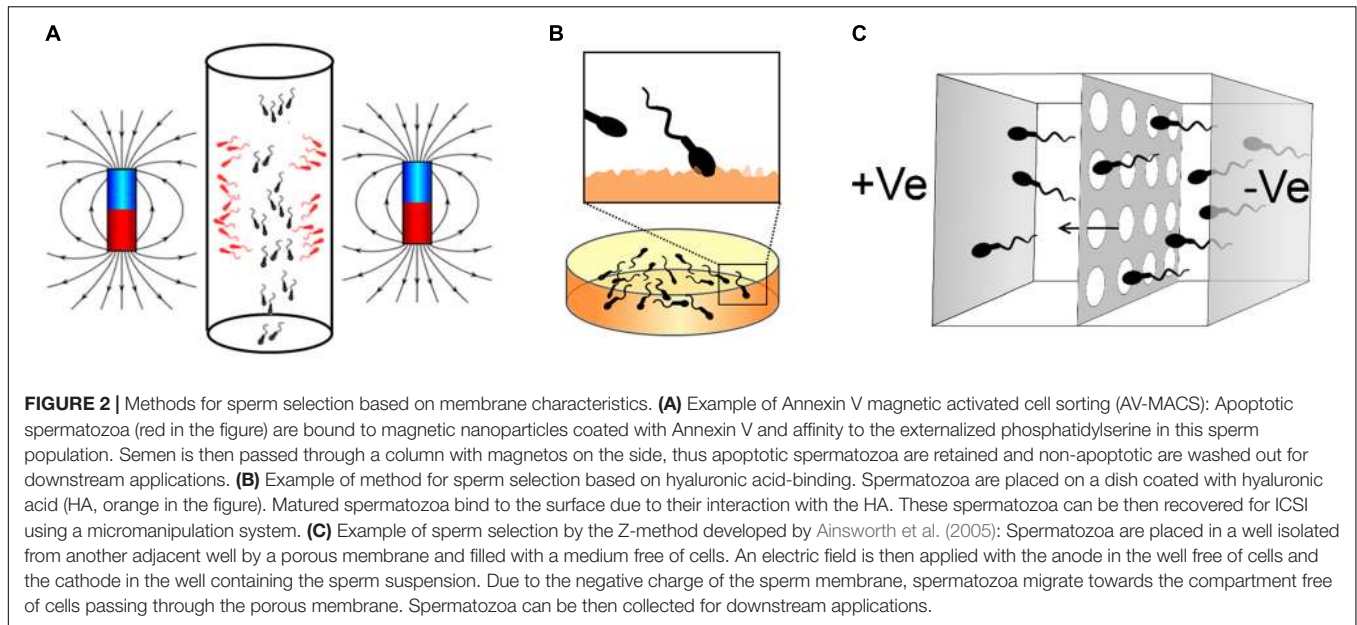 A
B
C
+Ve
-Ve
FIGURE 2 | Methods for sperm selection based on membrane characteristics. (A) Example of Annexin V magnetic activated cell sorting (AV-MACS): Apoptotic
spermatozoa (red in the figure) are bound to magnetic nanoparticles coated with Annexin V and affinity to the externalized phosphatidylserine in this sperm
population. Semen is then passed through a column with magnetos on the side, thus apoptotic spermatozoa are retained and non-apoptotic are washed out for
downstream applications. (B) Example of method for sperm selection based on hyaluronic acid-binding. Spermatozoa are placed on a dish coated with hyaluronic
acid (HA, orange in the figure). Matured spermatozoa bind to the surface due to their interaction with the HA. These spermatozoa can be then recovered for ICSI
using a micromanipulation system. (C) Example of sperm selection by the Z-method developed by Ainsworth et al. (2005): Spermatozoa are placed in a well isolated
from another adjacent well by a porous membrane and filled with a medium free of cells. An electric field is then applied with the anode in the well free of cells and
the cathode in the well containing the sperm suspension. Due to the negative charge of the sperm membrane, spermatozoa migrate towards the compartment free
of cells passing through the porous membrane. Spermatozoa can be then collected for downstream applications.